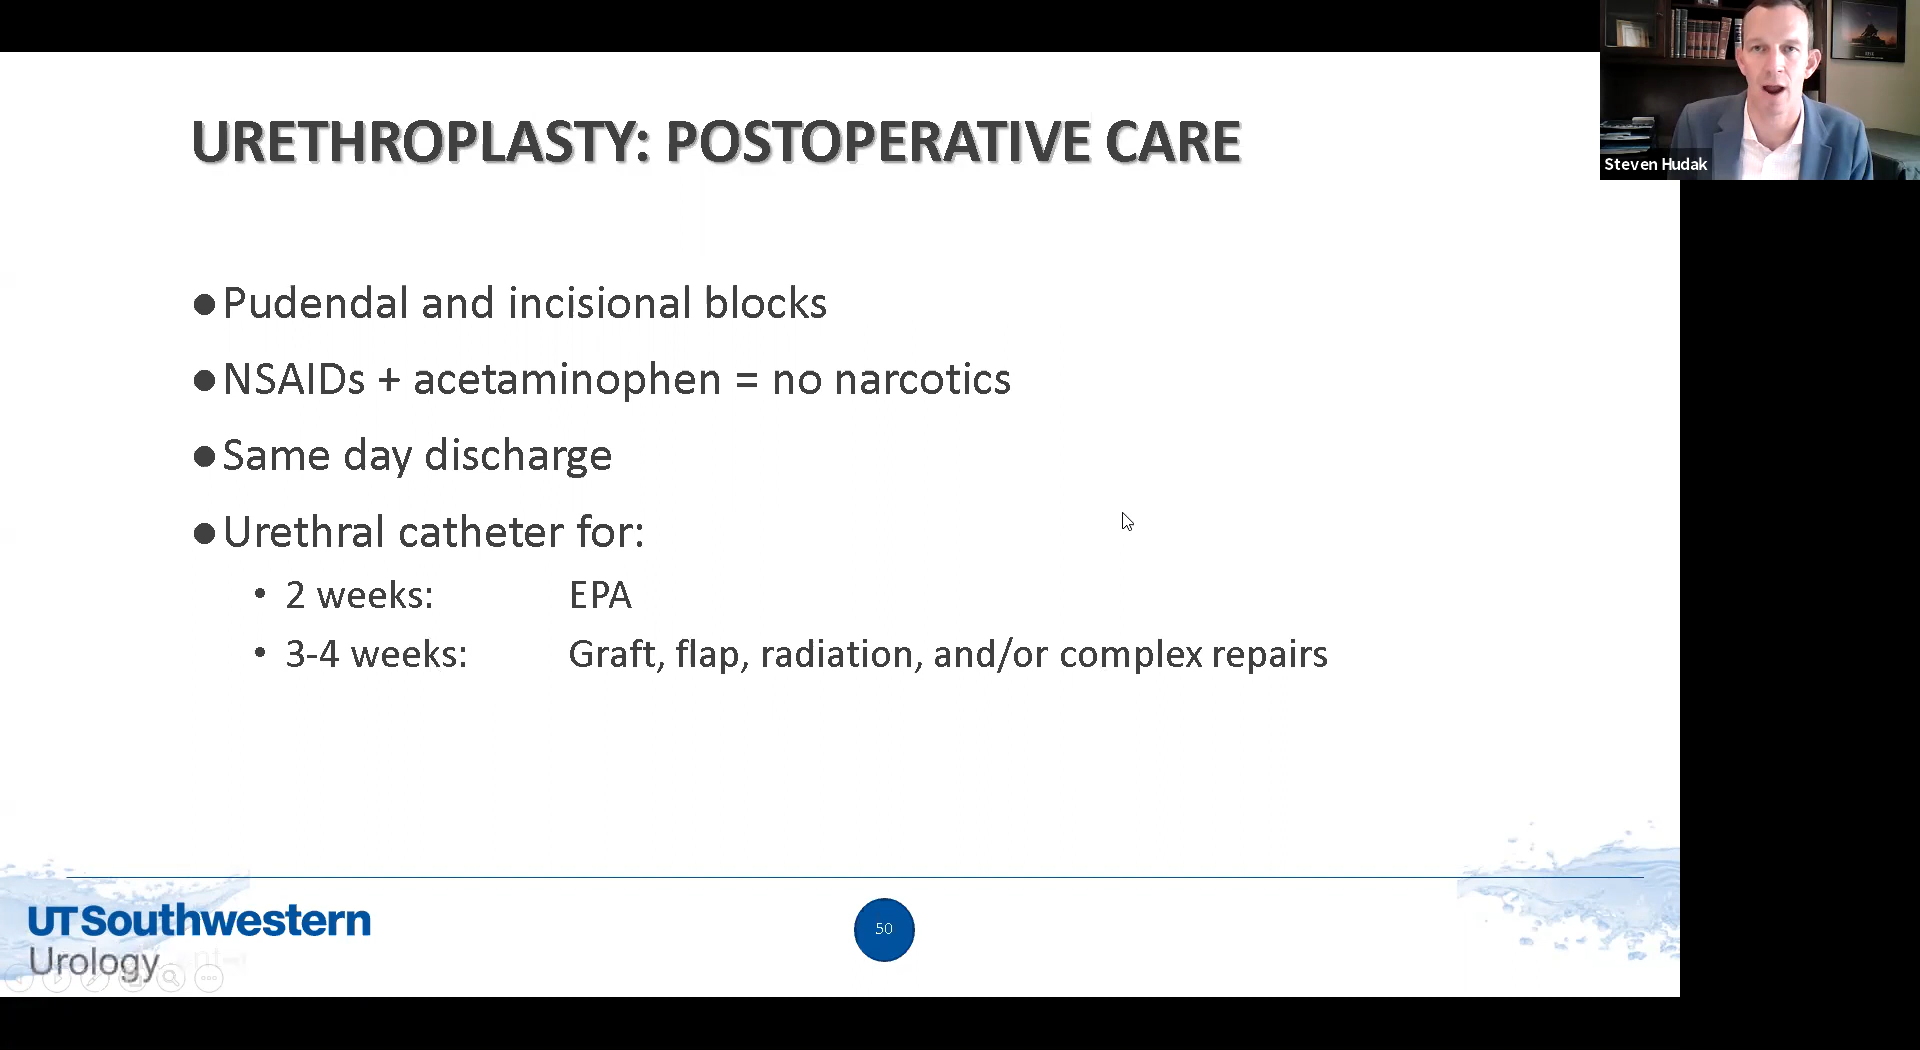 URETHROPLASTY: POSTOPERATIVE CARE
Steven Hudak
●Pudendal and incisional blocks
●NSAIDs + acetaminophen = no narcotics
●Same day discharge
●Urethral catheter for:
• 2 weeks: EPA
• 3-4 weeks: Graft, flap, radiation, and/or complex repairs
UTSouthwestern
Urology
50